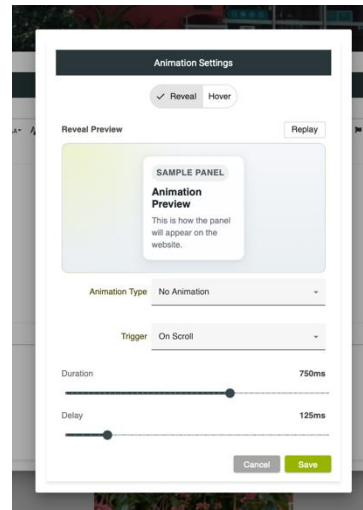 Animation Settings
Reveal Hover
Reveal Preview Replay
SAMPLE PANEL
Animation
Preview
This is how the panel
will appear on the
website.
Animation Type No Animation
Trigger On Scroll
Duration 750ms
Delay 125ms
Cancel Save